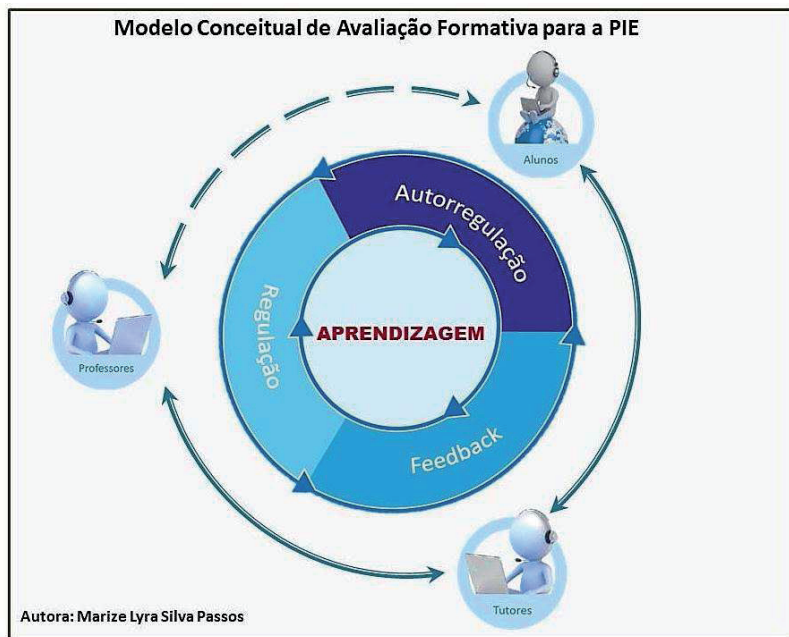 Modelo Conceitual de Avaliação Formativa para a PIE
Alunos
Autorregulação
Regulação
APRENDIZAGEM
Professores
Feedback
Tutores
Autora: Marize Lyra Silva Passos